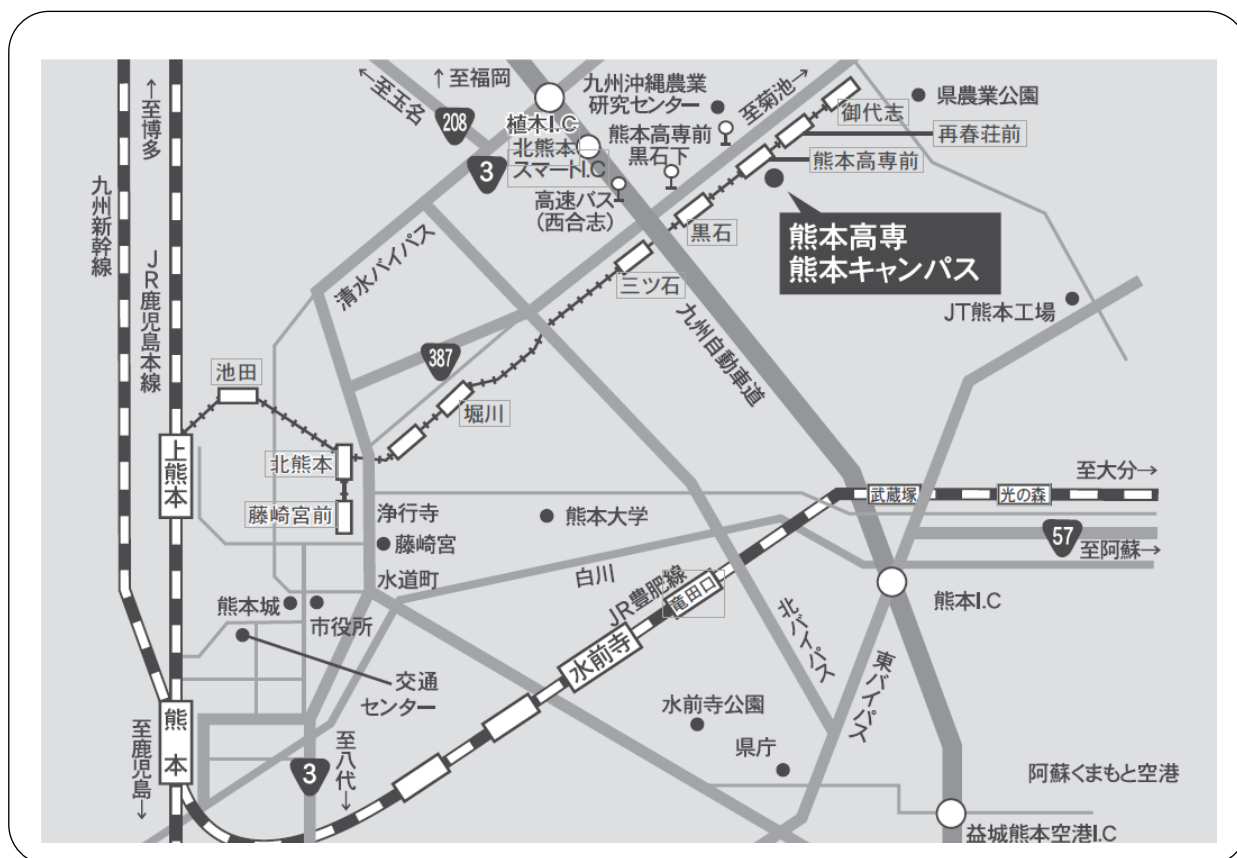 ←至玉名
↑至福岡
208
植木I.C
3
北熊本
スマートI.C
九州沖縄農業
研究センター
至菊池→
熊本高専前
黒石下
高速バス
(西合志)
御代志
県農業公園
再春荘前
熊本高専前
黒石
三ツ石
熊本高専
熊本キャンパス
JT熊本工場
←至博多
九州新幹線
JR鹿児島本線
清水バイパス
387
九州自動車道
池田
堀川
上熊本
北熊本
藤崎宮前
浄行寺
藤崎宮
水道町
熊本大学
白川
武蔵塚
光の森
至大分→
57
至阿蘇→
熊本I.C
JR豊肥線
竜田口
水前寺
北バイパス
東バイパス
熊本城
市役所
交通
センター
熊本
至鹿児島→
3
至八代→
水前寺公園
県庁
阿蘇くまもと空港
益城熊本空港I.C